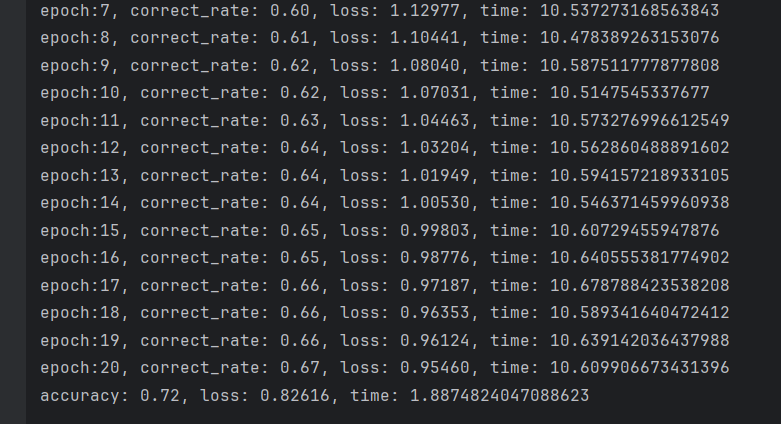 epoch:7, correct_rate: 0.60, loss: 1.12977, time: 10.537273168563843
epoch:8, correct_rate: 0.61, loss: 1.10441, time: 10.478389263153076
epoch:9, correct_rate: 0.62, loss: 1.08040, time: 10.587511777877808
epoch:10, correct_rate: 0.62, loss: 1.07031, time: 10.5147545337677
epoch:11, correct_rate: 0.63, loss: 1.04463, time: 10.573276996612549
epoch:12, correct_rate: 0.64, loss: 1.03204, time: 10.562860488891602
epoch:13, correct_rate: 0.64, loss: 1.01949, time: 10.594157218933105
epoch:14, correct_rate: 0.64, loss: 1.00530, time: 10.546371459960938
epoch:15, correct_rate: 0.65, loss: 0.99803, time: 10.60729455947876
epoch:16, correct_rate: 0.65, loss: 0.98776, time: 10.640555381774902
epoch:17, correct_rate: 0.66, loss: 0.97187, time: 10.678788423538208
epoch:18, correct_rate: 0.66, loss: 0.96353, time: 10.589341640472412
epoch:19, correct_rate: 0.66, loss: 0.96124, time: 10.639142036437988
epoch:20, correct_rate: 0.67, loss: 0.95460, time: 10.609906673431396
accuracy: 0.72, loss: 0.82616, time: 1.8874824047088623